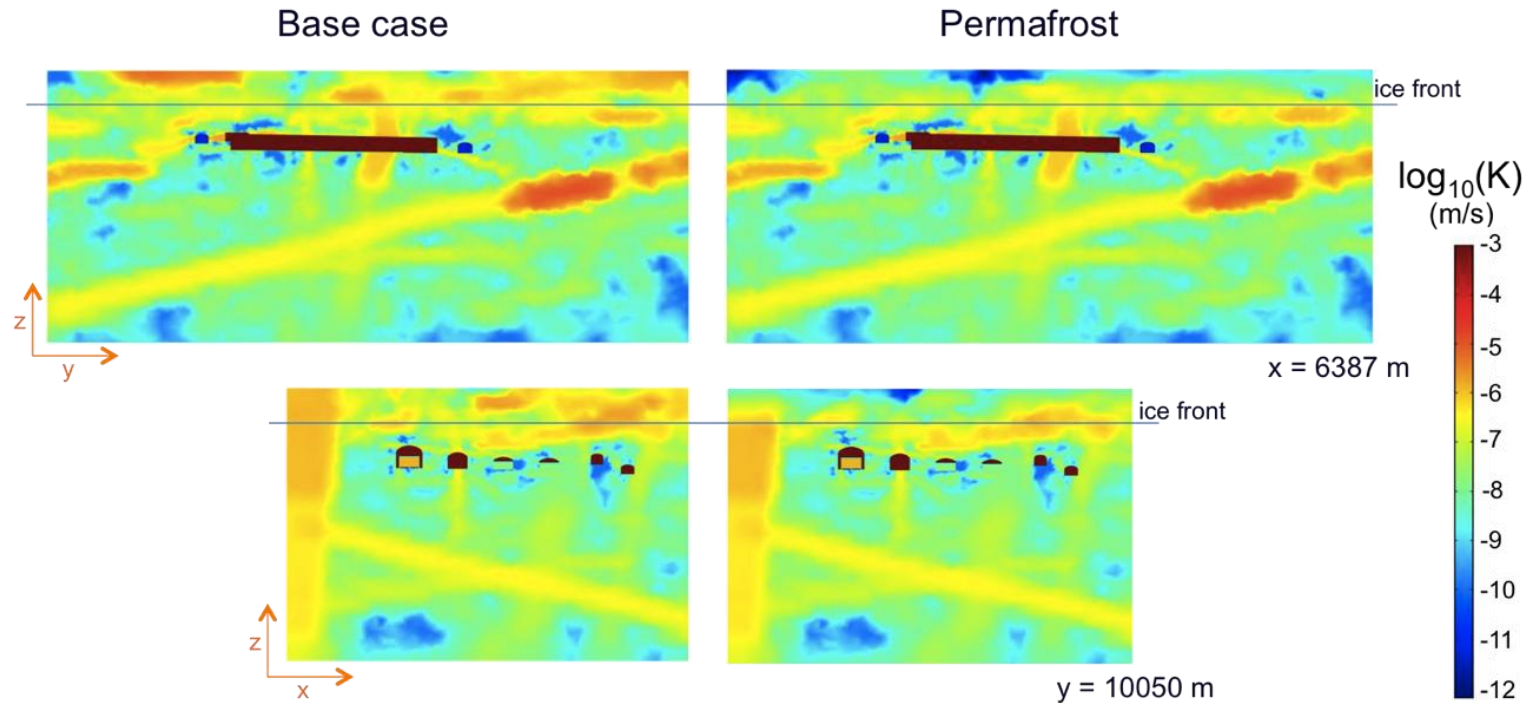 Base case
Permafrost
ice front
log10(K)
(m/s)
-3
-4
-5
-6
-7
-8
-9
-10
-11
-12
z
y
x = 6387 m
ice front
z
x
y = 10050 m